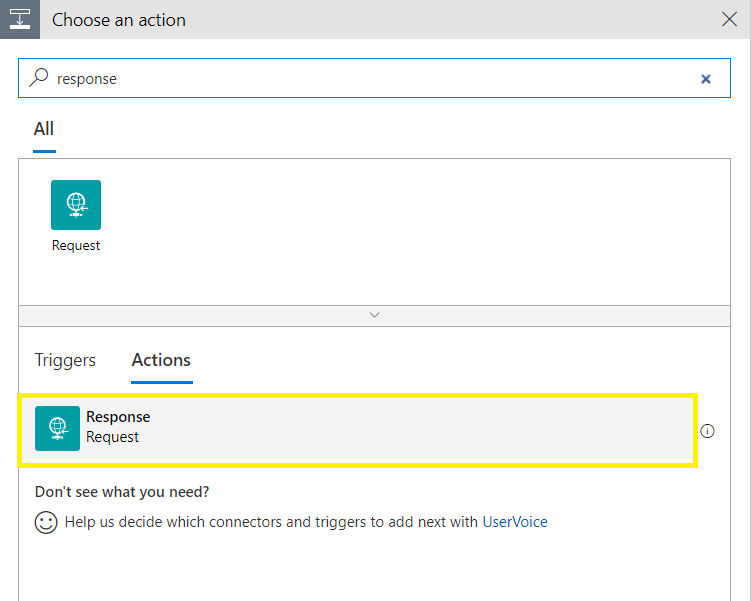 Choose an action
response
All
Request
Triggers Actions
Response
Request
Don't see what you need?
Help us decide which connectors and triggers to add next with UserVoice